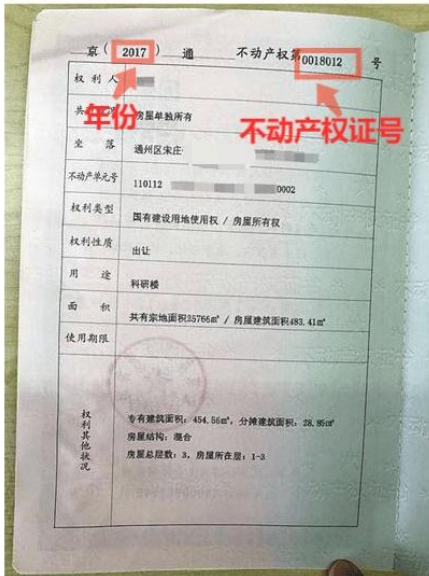 京（ 2017 ） 通 不动产权第0018012 号
权利人
年份
共 房屋单独所有
不动产权证号
坐落 通州区宋庄
不动产单元号 110112 0002
权利类型 国有建设用地使用权 / 房屋所有权
权利性质 出让
用途 科研楼
面积 共有宗地面积25766㎡ / 房屋建筑面积483.41㎡
使用期限
权利其他状况
专有建筑面积：454.56㎡，分摊建筑面积：28.85㎡
房屋结构：混合
房屋总层数：3，房屋所在层：1-3